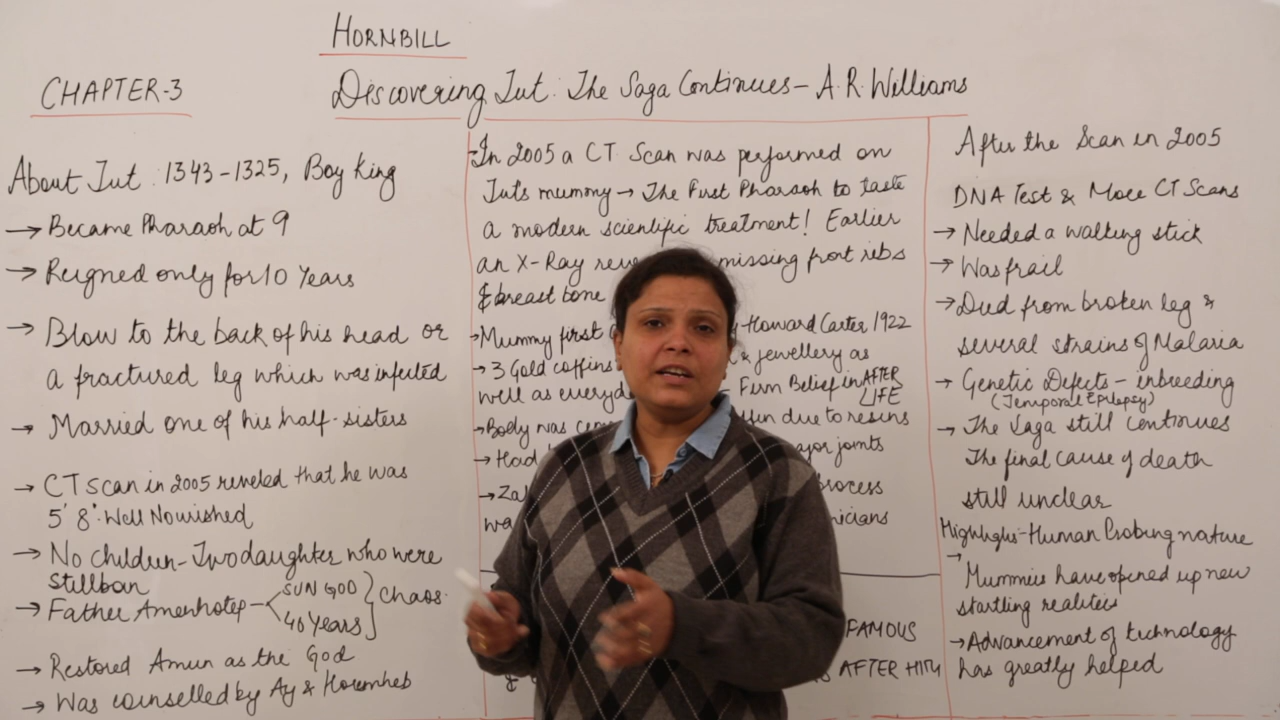 HORNBILL
CHAPTER-3
Discovering Tut: The Saga Continues - A.R. Williams
About Tut: 1343-1325, Boy King
→ Became Pharaoh at 9
→ Reigned only for 10 Years
→ Blow to the back of his head or
a fractured leg which was infected
→ Married one of his half-sisters
→ CT scan in 2005 reveled that he was
5' 8" Well Nourished
→ No children - Two daughter who were
Stillborn
→ Father Amenhotep
SUN GOD
40 Years
Chaos.
→ Restored Amun as the God
→ Was counselled by Ay & Horemheb
→ In 2005 a CT Scan was performed on
Tut's mummy → The First Pharaoh to taste
a modern scientific treatment! Earlier
an X-Ray missing front ribs
& breast bone
→ Mummy first Howard Carter 1922
→ 3 Gold coffins & jewellery as
well as Firm Belief in AFTER
LIFE
→ Body was due to resins
→ Had major joints
→ process
FAMOUS
AFTER HIM
After the Scan in 2005
DNA Test & More CT Scans
→ Needed a walking stick
→ Was frail
→ Died from broken leg &
several strains of Malaria
→ Genetic Defects - inbreeding
(Temporal Epilepsy)
→ The Saga still continues
The final cause of death
still unclear
Highlights - Human Probing nature
→
Mummies have opened up new
startling realities
→ Advancement of technology
has greatly helped